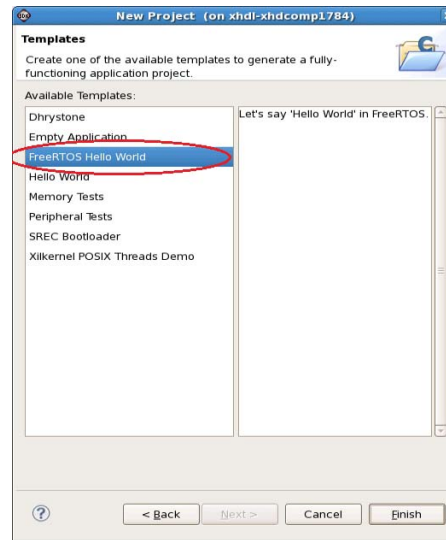 New Project (on xhdl-xhdcomp1784)
Templates
Create one of the available templates to generate a fully-
functioning application project.
Available Templates:
Dhrystone
Empty Application
FreeRTOS Hello World
Hello World
Memory Tests
Peripheral Tests
SREC Bootloader
Xilkernel POSIX Threads Demo
Let's say 'Hello World' in FreeRTOS.
?
< Back
Next >
Cancel
Finish